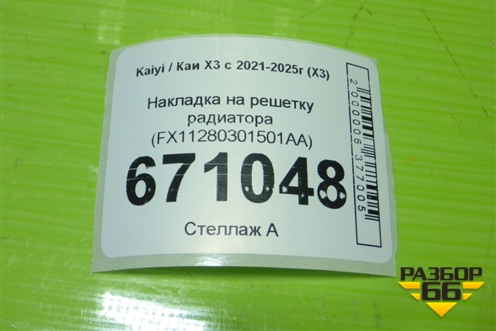 Kaiyi / Каи X3 с 2021-2025г (X3)
Накладка на решетку
радиатора
(FX11280301501AA)
671048
Стеллаж А
2000006377005
РАЗБОР
66